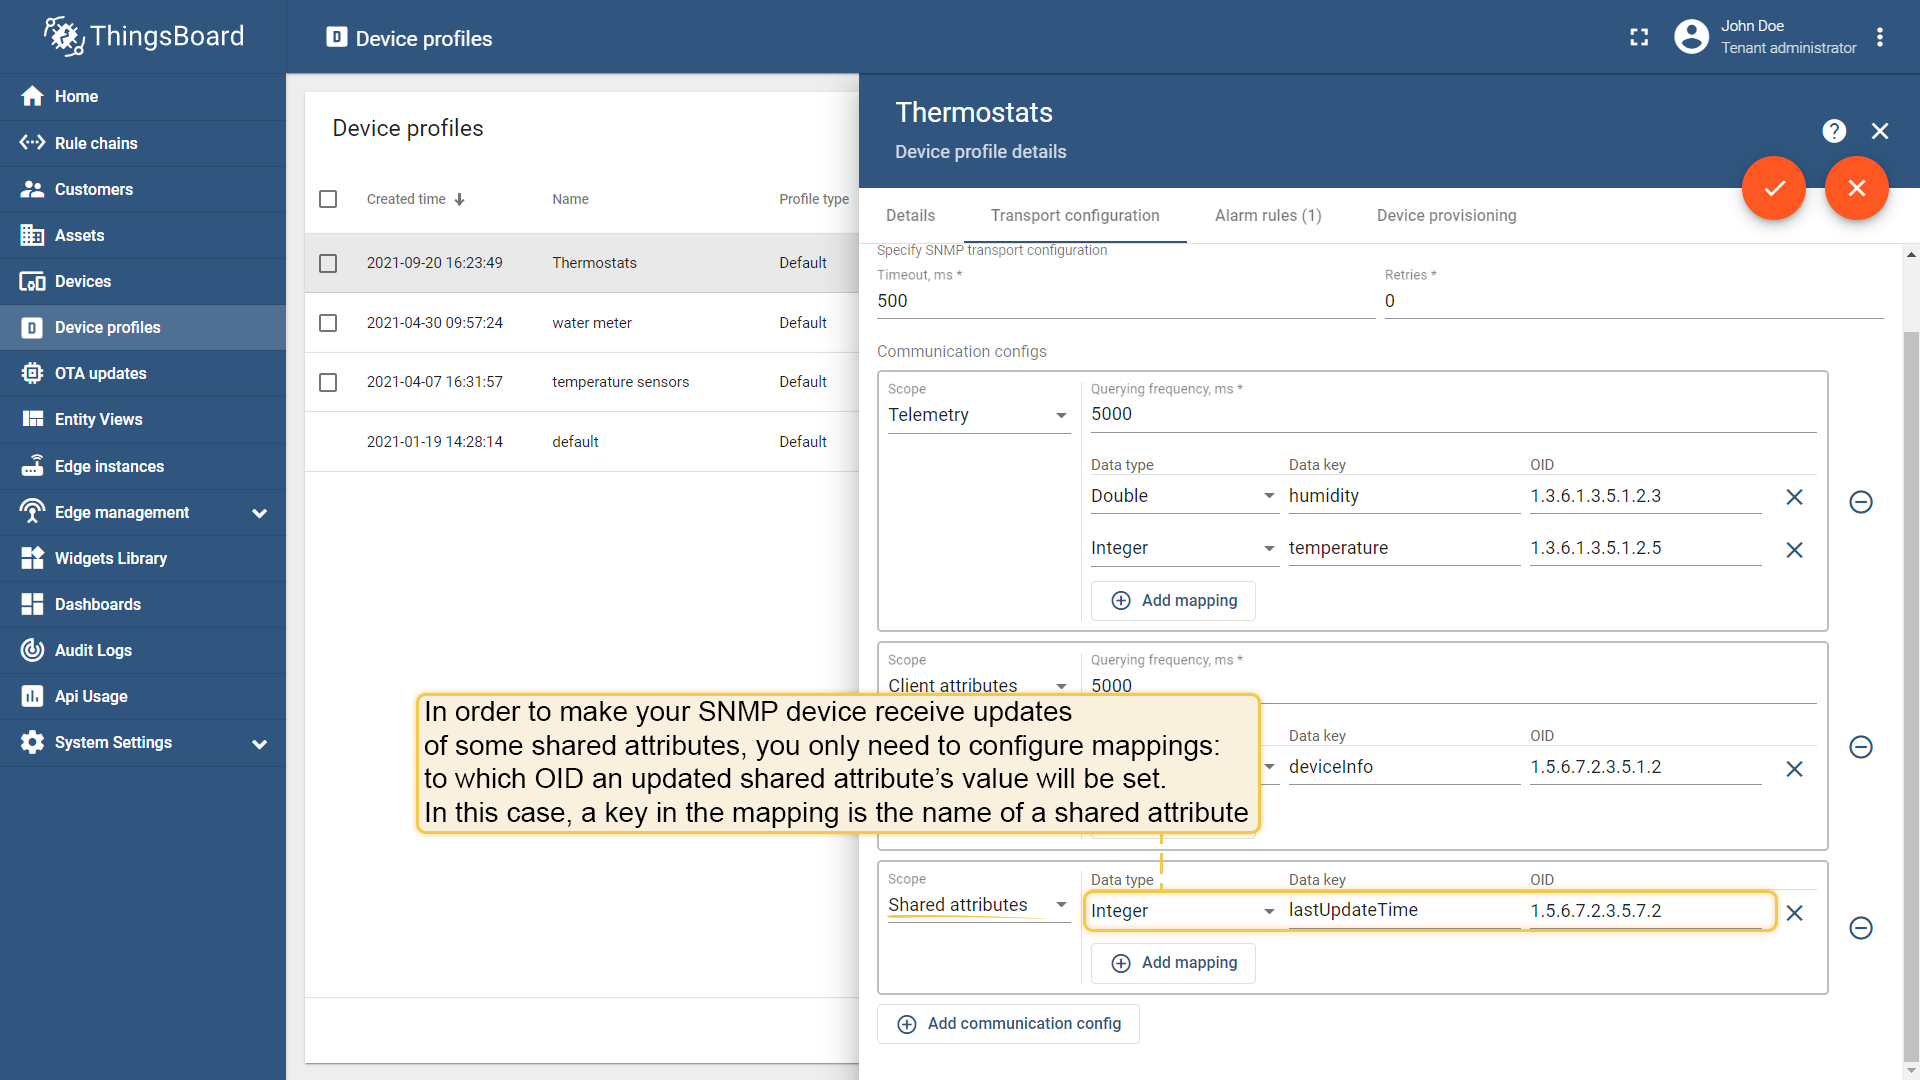 ThingsBoard
D Device profiles
John Doe
Tenant administrator
Home
Rule chains
Customers
Assets
Devices
D Device profiles
OTA updates
Entity Views
Edge instances
Edge management
Widgets Library
Dashboards
Audit Logs
Api Usage
System Settings
Device profiles
Created time Name Profile type
2021-09-20 16:23:49 Thermostats Default
2021-04-30 09:57:24 water meter Default
2021-04-07 16:31:57 temperature sensors Default
2021-01-19 14:28:14 default Default
Thermostats
Device profile details
Details Transport configuration Alarm rules (1) Device provisioning
Specify SNMP transport configuration
Timeout, ms * Retries *
500 0
Communication configs
Scope Querying frequency, ms *
Telemetry 5000
Data type Data key OID
Double humidity 1.3.6.1.3.5.1.2.3
Integer temperature 1.3.6.1.3.5.1.2.5
Add mapping
Scope Querying frequency, ms *
Client attributes 5000
Data key OID
deviceInfo 1.5.6.7.2.3.5.1.2
In order to make your SNMP device receive updates
of some shared attributes, you only need to configure mappings:
to which OID an updated shared attribute’s value will be set.
In this case, a key in the mapping is the name of a shared attribute
Scope Data type Data key OID
Shared attributes Integer lastUpdateTime 1.5.6.7.2.3.5.7.2
Add mapping
Add communication config